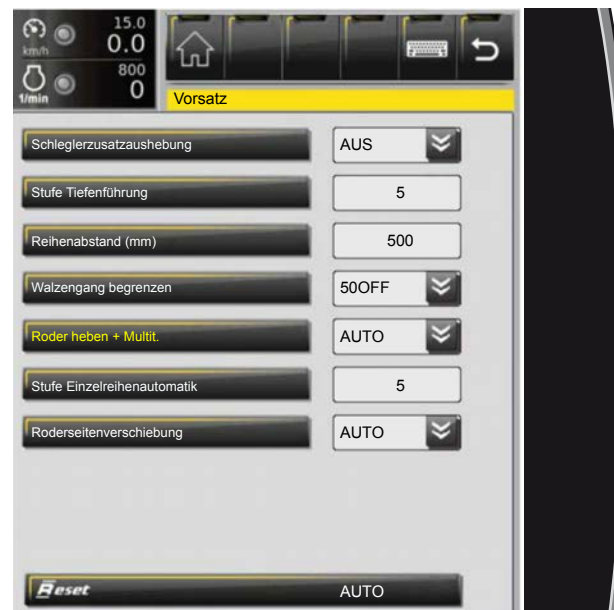 15.0
km/h 0.0
800
1/min 0
Vorsatz
Schleglerzusatzaushebung AUS
Stufe Tiefenführung 5
Reihenabstand (mm) 500
Walzengang begrenzen 50OFF
Roder heben + Multit. AUTO
Stufe Einzelreihenautomatik 5
Roderseitenverschiebung AUTO
Reset AUTO